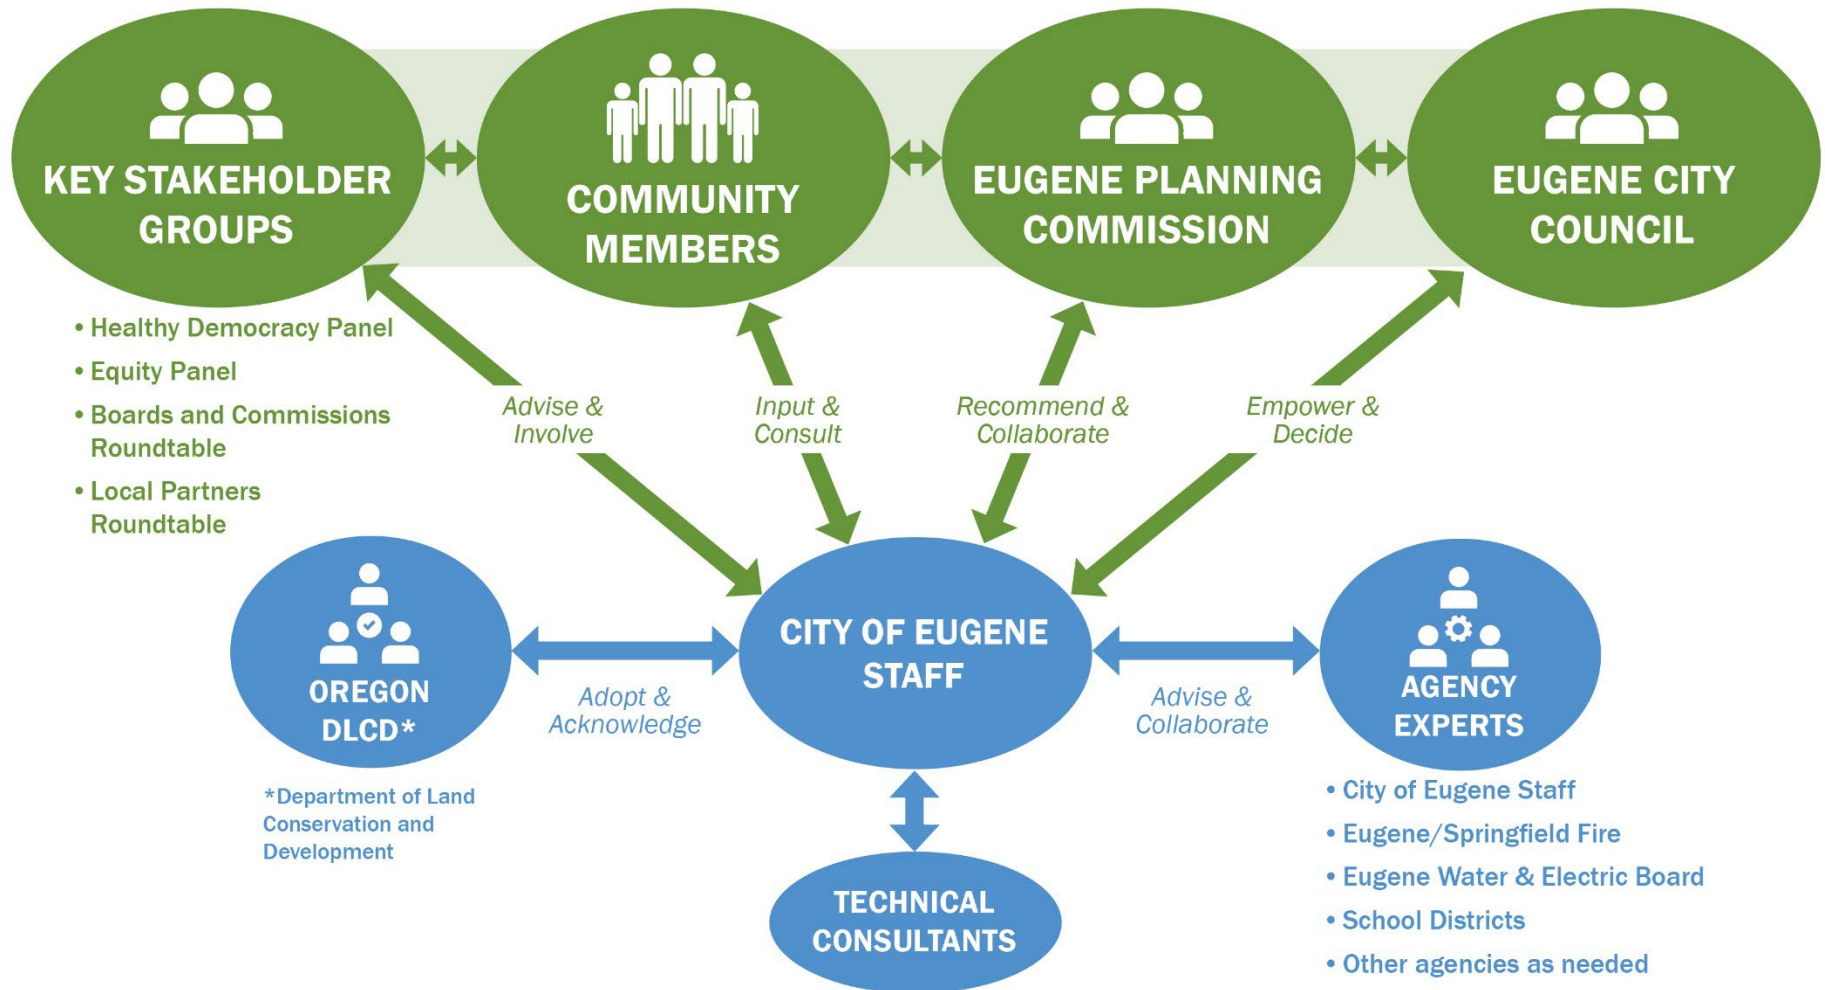 KEY STAKEHOLDER
GROUPS
COMMUNITY
MEMBERS
EUGENE PLANNING
COMMISSION
EUGENE CITY
COUNCIL
• Healthy Democracy Panel
• Equity Panel
• Boards and Commissions
Roundtable
• Local Partners
Roundtable
Advise &
Involve
Input &
Consult
Recommend &
Collaborate
Empower &
Decide
OREGON
DLCD*
*Department of Land
Conservation and
Development
Adopt &
Acknowledge
CITY OF EUGENE
STAFF
Advise &
Collaborate
AGENCY
EXPERTS
• City of Eugene Staff
• Eugene/Springfield Fire
• Eugene Water & Electric Board
• School Districts
• Other agencies as needed
TECHNICAL
CONSULTANTS